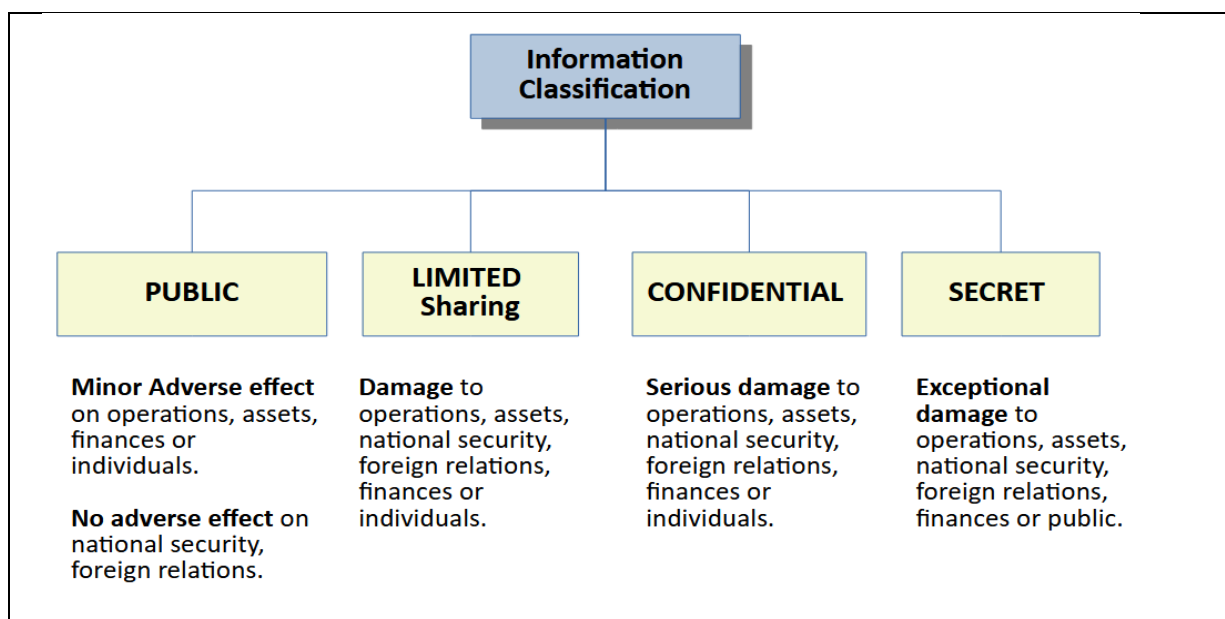 Information
Classification
PUBLIC
LIMITED
Sharing
CONFIDENTIAL
SECRET
Minor Adverse effect
on operations, assets,
finances or
individuals.
No adverse effect on
national security,
foreign relations.
Damage to
operations, assets,
national security,
foreign relations,
finances or
individuals.
Serious damage to
operations, assets,
national security,
foreign relations,
finances or
individuals.
Exceptional
damage to
operations, assets,
national security,
foreign relations,
finances or public.